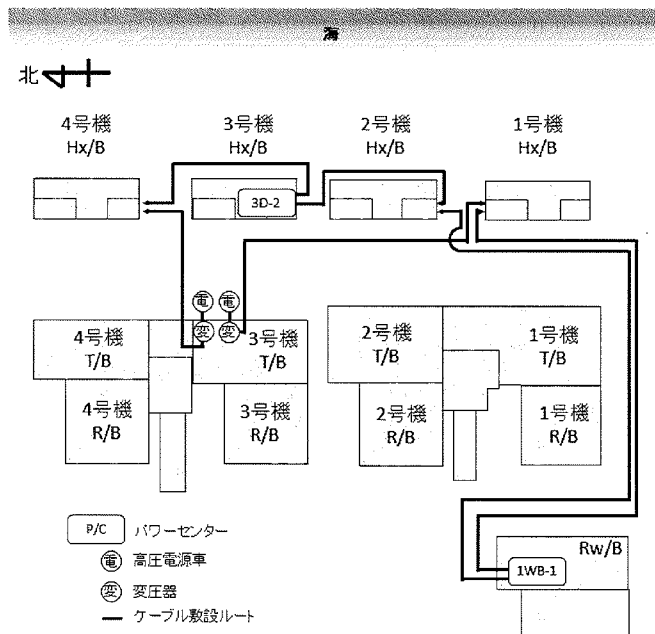 海
北
4号機
Hx/B
3号機
Hx/B
2号機
Hx/B
1号機
Hx/B
3D-2
電
電
変
変
4号機
T/B
3号機
T/B
2号機
T/B
1号機
T/B
4号機
R/B
3号機
R/B
2号機
R/B
1号機
R/B
P/C パワーセンター
電 高圧電源車
変 変圧器
ケーブル敷設ルート
Rw/B
1WB-1